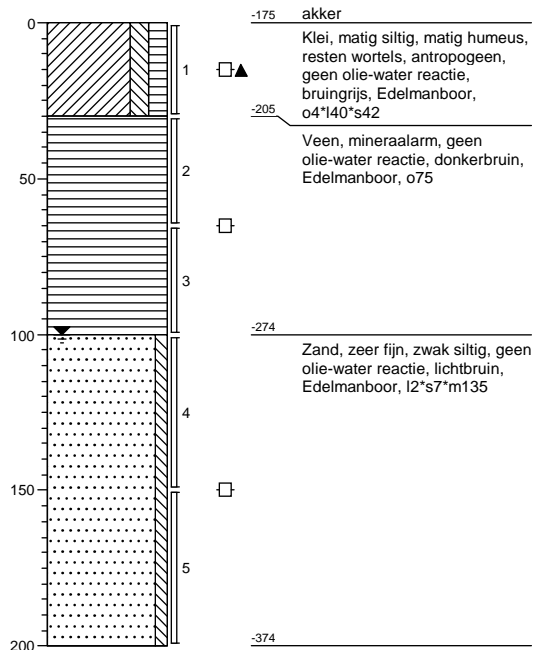 0
50
100
150
200
1
2
3
4
5
-175 akker
Klei, matig siltig, matig humeus,
resten wortels, antropogeen,
geen olie-water reactie,
bruingrijs, Edelmanboor,
o4*l40*s42
-205
Veen, mineraalarm, geen
olie-water reactie, donkerbruin,
Edelmanboor, o75
-274
Zand, zeer fijn, zwak siltig, geen
olie-water reactie, lichtbruin,
Edelmanboor, l2*s7*m135
-374